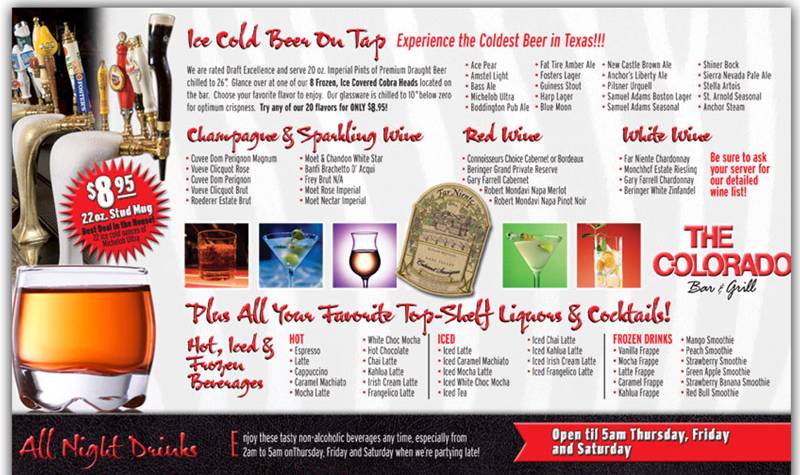 Ice Cold Beer On Tap Experience the Coldest Beer in Texas!!!
We are rated Draft Excellence and serve 20 oz. Imperial Pints of Premium Draught Beer
chilled to 26°. Glance over at one of our 8 Frozen, Ice Covered Cobra Heads located on
the bar. Choose your favorite flavor to enjoy. Our glassware is chilled to 10° below zero
for optimum crispness. Try any of our 20 flavors for ONLY $8.95!
• Ace Pear
• Amstel Light
• Bass Ale
• Michelob Ultra
• Boddington Pub Ale
• Fat Tire Amber Ale
• Fosters Lager
• Guiness Stout
• Harp Lager
• Blue Moon
• New Castle Brown Ale
• Anchor's Liberty Ale
• Pilsner Urquell
• Samuel Adams Boston Lager
• Samuel Adams Seasonal
• Shiner Bock
• Sierra Nevada Pale Ale
• Stella Artois
• St. Arnold Seasonal
• Anchor Steam
$8.95
22oz. Stud Mug
Best Deal in the House!
22 ice cold ounces of
Michelob Ultra
Champagne & Sparkling Wine
• Cuvee Dom Perignon Magnum
• Vueve Clicquot Rose
• Cuvee Dom Perignon
• Vueve Clicquot Brut
• Roederer Estate Brut
• Moet & Chandon White Star
• Banfi Brachetto D' Acqui
• Frey Brut N/A
• Moet Rose Imperial
• Moet Nectar Imperial
Red Wine
• Connoisseurs Choice Cabernet or Bordeaux
• Beringer Grand Private Reserve
• Gary Farrell Cabernet
• Robert Mondavi Napa Merlot
• Robert Mondavi Napa Pinot Noir
White Wine
• Far Niente Chardonnay
• Monchhof Estate Riesling
• Gary Farrell Chardonnay
• Beringer White Zinfandel
Be sure to ask
your server for
our detailed
wine list!
Far Niente
Cabernet Sauvignon
THE
COLORADO
Bar & Grill
Plus All Your Favorite Top-Shelf Liquors & Cocktails!
Hot, Iced &
Frozen
Beverages
HOT
• Espresso
• Latte
• Cappuccino
• Caramel Machiato
• Mocha Latte
• White Choc Mocha
• Hot Chocolate
• Chai Latte
• Kahlua Latte
• Irish Cream Latte
• Frangelico Latte
ICED
• Iced Latte
• Iced Caramel Machiato
• Iced Mocha Latte
• Iced White Choc Mocha
• Iced Tea
• Iced Chai Latte
• Iced Kahlua Latte
• Iced Irish Cream Latte
• Iced Frangelico Latte
FROZEN DRINKS
• Vanilla Frappe
• Mocha Frappe
• Latte Frappe
• Caramel Frappe
• Kahlua Frappe
• Mango Smoothie
• Peach Smoothie
• Strawberry Smoothie
• Green Apple Smoothie
• Strawberry Banana Smoothie
• Red Bull Smoothie
All Night Drinks
Enjoy these tasty non-alcoholic beverages any time, especially from
2am to 5am onThursday, Friday and Saturday when we're partying late!
Open til 5am Thursday, Friday
and Saturday